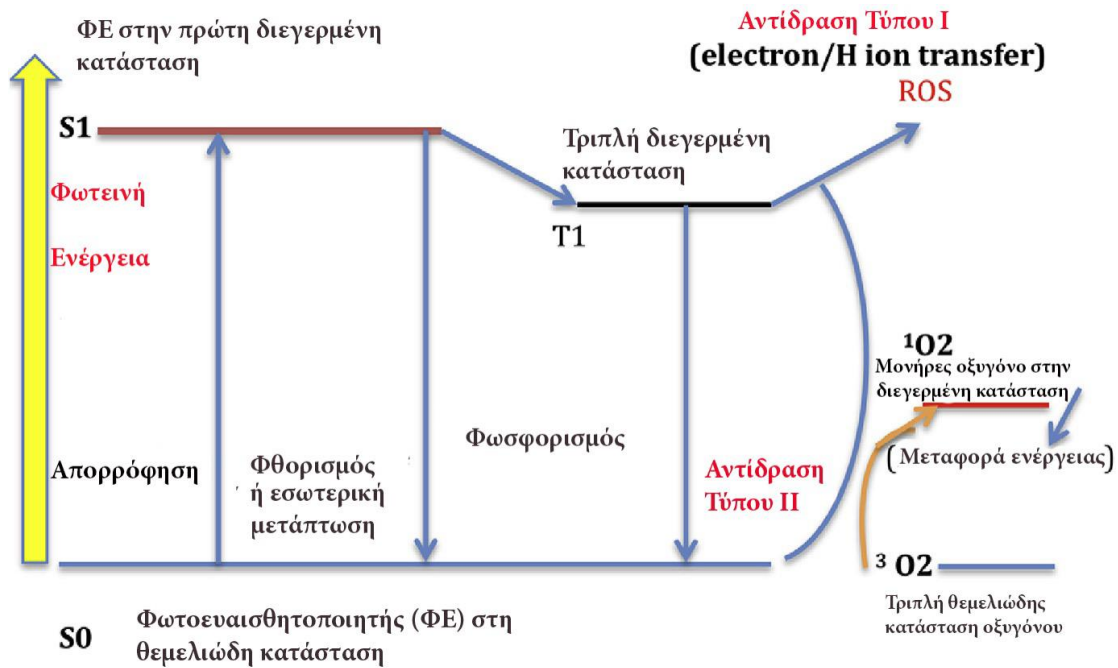 ΦΕ στην πρώτη διεγερμένη
κατάσταση
Αντίδραση Τύπου Ι
(electron/H ion transfer)
ROS
S1
Τριπλή διεγερμένη
κατάσταση
Φωτεινή
Ενέργεια
T1
¹O2
Μονήρες οξυγόνο στην
διεγερμένη κατάσταση
Απορρόφηση
Φθορισμός
ή εσωτερική
μετάπτωση
Φωσφορισμός
Αντίδραση
Τύπου ΙΙ
(Μεταφορά ενέργειας)
³ O2
Τριπλή θεμελιώδης
κατάσταση οξυγόνου
S0
Φωτοευαισθητοποιητής (ΦΕ) στη
θεμελιώδη κατάσταση